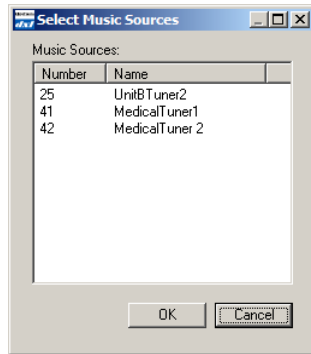 Select Music Sources
Music Sources:
Number Name
25 UnitBTuner2
41 MedicalTuner1
42 MedicalTuner 2
OK Cancel